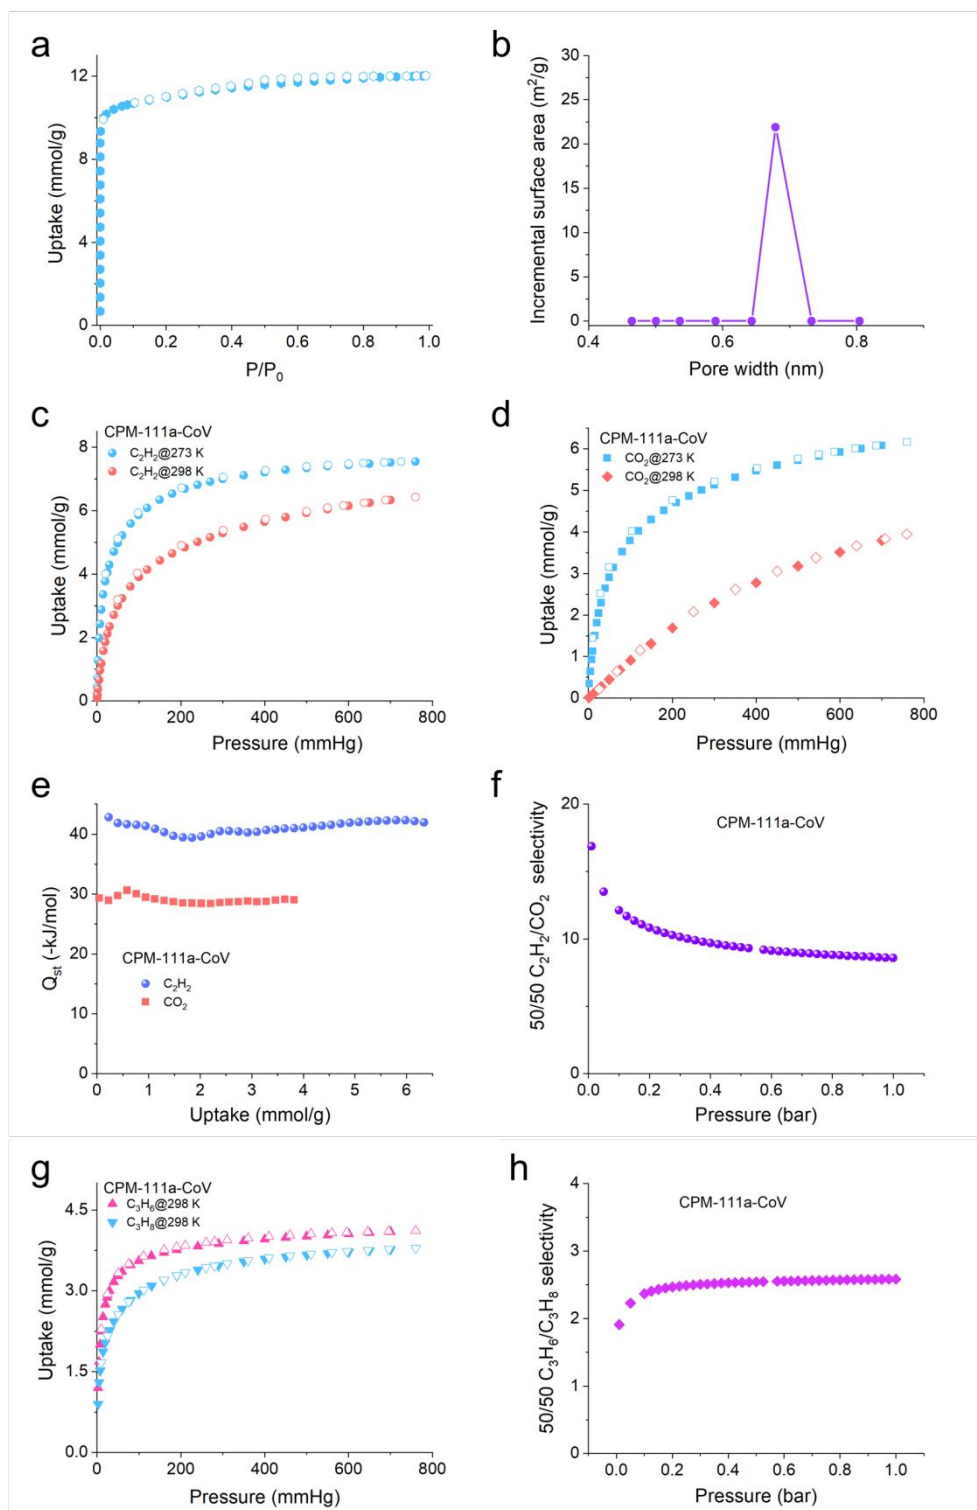 a
12
8
4
0
0.0 0.2 0.4 0.6 0.8 1.0
Uptake (mmol/g)
P/P₀
b
30
25
20
15
10
5
0
0.4 0.6 0.8
Incremental surface area (m²/g)
Pore width (nm)
c
CPM-111a-CoV
C₂H₂@273 K
C₂H₂@298 K
8
6
4
2
0
0 200 400 600 800
Uptake (mmol/g)
Pressure (mmHg)
d
CPM-111a-CoV
CO₂@273 K
CO₂@298 K
6
5
4
3
2
1
0
0 200 400 600 800
Uptake (mmol/g)
Pressure (mmHg)
e
40
30
20
10
0
0 1 2 3 4 5 6
Qst (-kJ/mol)
CPM-111a-CoV
C₂H₂
CO₂
Uptake (mmol/g)
f
CPM-111a-CoV
20
10
0
0.0 0.2 0.4 0.6 0.8 1.0
50/50 C₂H₂/CO₂ selectivity
Pressure (bar)
g
CPM-111a-CoV
C₃H₆@298 K
C₃H₈@298 K
4.5
3.0
1.5
0.0
0 200 400 600 800
Uptake (mmol/g)
Pressure (mmHg)
h
CPM-111a-CoV
4
3
2
1
0
0.0 0.2 0.4 0.6 0.8 1.0
50/50 C₃H₆/C₃H₈ selectivity
Pressure (bar)